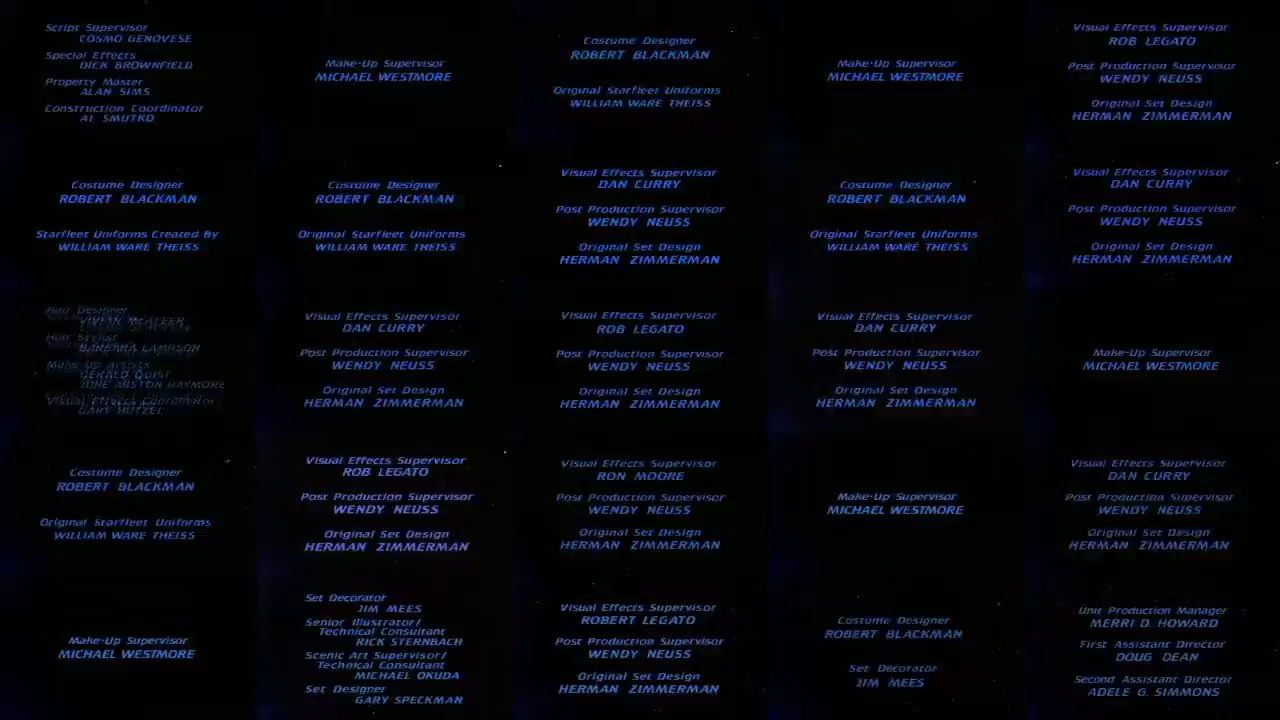 Script Supervisor
COSMO GENOVESE
Special Effects
DICK BROWNFIELD
Property Master
ALAN SIMS
Construction Coordinator
AL SMUTKO
Make-Up Supervisor
MICHAEL WESTMORE
Costume Designer
ROBERT BLACKMAN
Original Starfleet Uniforms
WILLIAM WARE THEISS
Make-Up Supervisor
MICHAEL WESTMORE
Visual Effects Supervisor
ROB LEGATO
Post Production Supervisor
WENDY NEUSS
Original Set Design
HERMAN ZIMMERMAN
Costume Designer
ROBERT BLACKMAN
Starfleet Uniforms Created By
WILLIAM WARE THEISS
Costume Designer
ROBERT BLACKMAN
Original Starfleet Uniforms
WILLIAM WARE THEISS
Visual Effects Supervisor
DAN CURRY
Post Production Supervisor
WENDY NEUSS
Original Set Design
HERMAN ZIMMERMAN
Costume Designer
ROBERT BLACKMAN
Original Starfleet Uniforms
WILLIAM WARE THEISS
Visual Effects Supervisor
DAN CURRY
Post Production Supervisor
WENDY NEUSS
Original Set Design
HERMAN ZIMMERMAN
Hair Designer
VIVIAN McATEER
Hair Stylist
BARBARA LAMPSON
Make-Up Artists
GERALD QUIST
JUNE ABSTON HAYMORE
Visual Effects Coordinator
GARY HUTZEL
Visual Effects Supervisor
DAN CURRY
Post Production Supervisor
WENDY NEUSS
Original Set Design
HERMAN ZIMMERMAN
Visual Effects Supervisor
ROB LEGATO
Post Production Supervisor
WENDY NEUSS
Original Set Design
HERMAN ZIMMERMAN
Visual Effects Supervisor
DAN CURRY
Post Production Supervisor
WENDY NEUSS
Original Set Design
HERMAN ZIMMERMAN
Make-Up Supervisor
MICHAEL WESTMORE
Costume Designer
ROBERT BLACKMAN
Original Starfleet Uniforms
WILLIAM WARE THEISS
Visual Effects Supervisor
ROB LEGATO
Post Production Supervisor
WENDY NEUSS
Original Set Design
HERMAN ZIMMERMAN
Visual Effects Supervisor
RON MOORE
Post Production Supervisor
WENDY NEUSS
Original Set Design
HERMAN ZIMMERMAN
Make-Up Supervisor
MICHAEL WESTMORE
Visual Effects Supervisor
DAN CURRY
Post Production Supervisor
WENDY NEUSS
Original Set Design
HERMAN ZIMMERMAN
Make-Up Supervisor
MICHAEL WESTMORE
Set Decorator
JIM MEES
Senior Illustrator/
Technical Consultant
RICK STERNBACH
Scenic Art Supervisor/
Technical Consultant
MICHAEL OKUDA
Set Designer
GARY SPECKMAN
Visual Effects Supervisor
ROBERT LEGATO
Post Production Supervisor
WENDY NEUSS
Original Set Design
HERMAN ZIMMERMAN
Costume Designer
ROBERT BLACKMAN
Set Decorator
JIM MEES
Unit Production Manager
MERRI D. HOWARD
First Assistant Director
DOUG DEAN
Second Assistant Director
ADELE G. SIMMONS